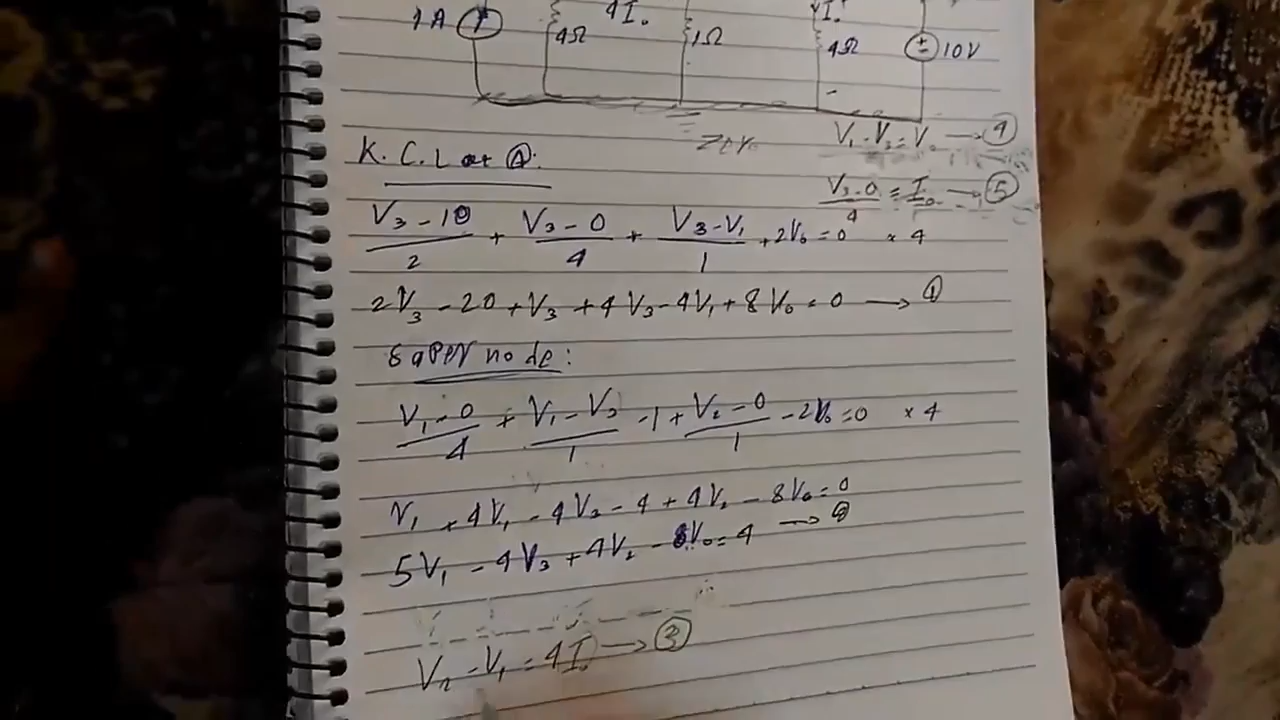 1A 4Ω 4I₀ 1Ω I₀ 4Ω 10V
V₁-V₃=V₀ → ④
K.C.L at Ⓐ:
(V₃-0)/4 = I₀ → ⑤
(V₃-10)/2 + (V₃-0)/4 + (V₃-V₁)/1 + 2V₀ = 0 × 4
2V₃ - 20 + V₃ + 4V₃ - 4V₁ + 8V₀ = 0 → ①
Super node:
(V₁-0)/4 + (V₁-V₃)/1 - 1 + (V₂-0)/1 - 2V₀ = 0 × 4
V₁ + 4V₁ - 4V₃ - 4 + 4V₂ - 8V₀ = 0
5V₁ - 4V₃ + 4V₂ - 8V₀ = 4 → ②
V₂ - V₁ = 4I₀ → ③